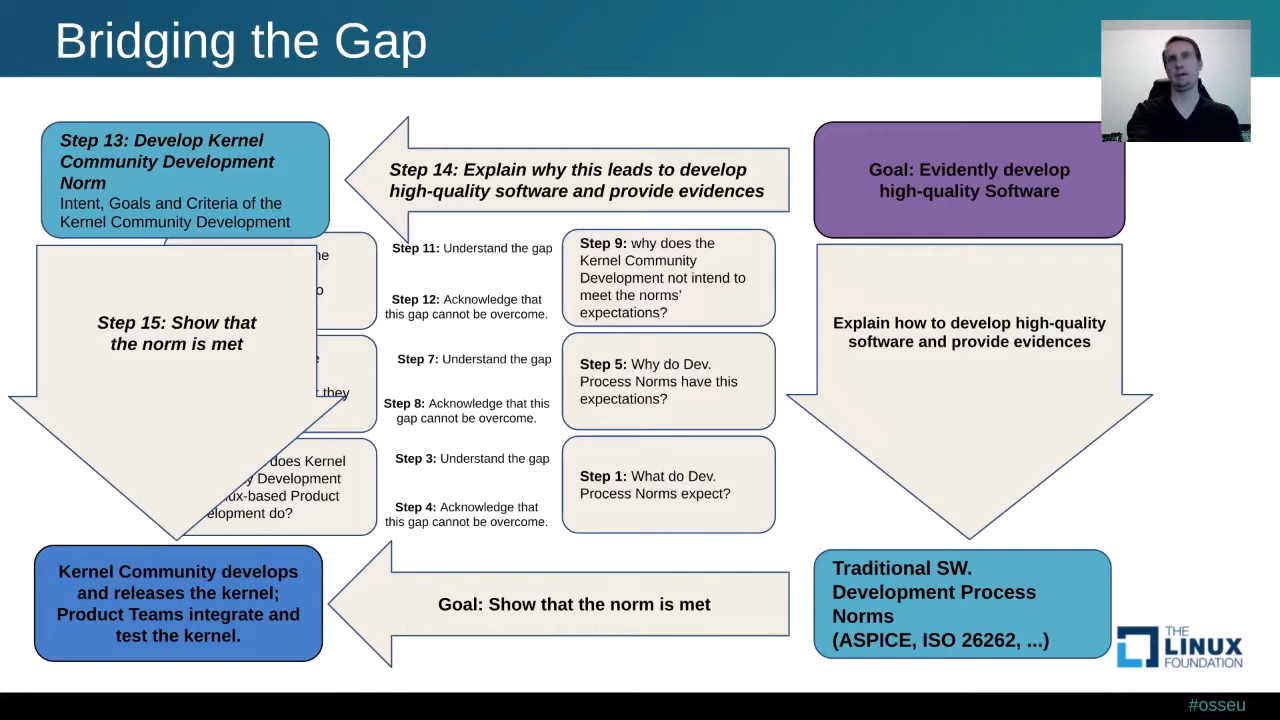 Bridging the Gap
Step 13: Develop Kernel
Community Development
Norm
Intent, Goals and Criteria of the
Kernel Community Development
Step 14: Explain why this leads to develop
high-quality software and provide evidences
Goal: Evidently develop
high-quality Software
Step 15: Show that
the norm is met
they
does Kernel
Development
Product
do?
Step 11: Understand the gap
Step 12: Acknowledge that
this gap cannot be overcome.
Step 9: why does the
Kernel Community
Development not intend to
meet the norms'
expectations?
Step 7: Understand the gap
Step 8: Acknowledge that this
gap cannot be overcome.
Step 5: Why do Dev.
Process Norms have this
expectations?
Step 3: Understand the gap
Step 4: Acknowledge that
this gap cannot be overcome.
Step 1: What do Dev.
Process Norms expect?
Explain how to develop high-quality
software and provide evidences
Kernel Community develops
and releases the kernel;
Product Teams integrate and
test the kernel.
Goal: Show that the norm is met
Traditional SW.
Development Process
Norms
(ASPICE, ISO 26262, ...)
THE
LINUX
FOUNDATION
#osseu